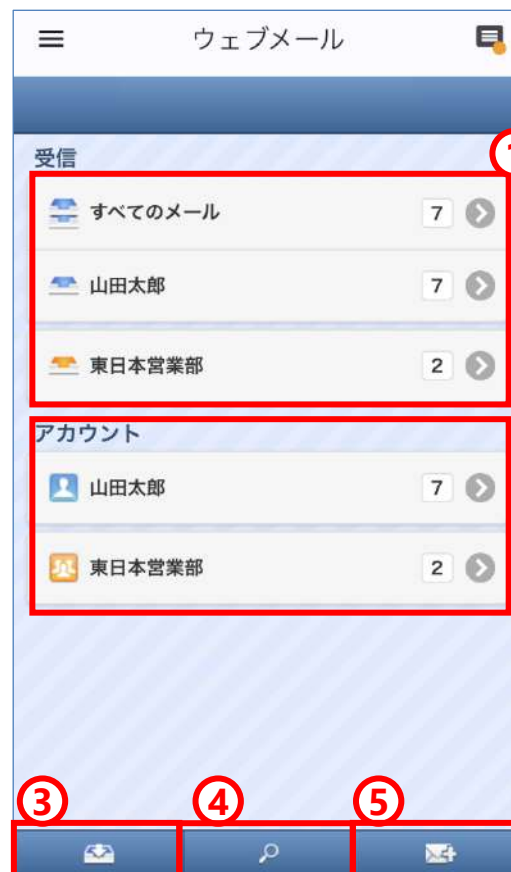 ウェブメール
受信
1
すべてのメール 7
山田太郎 7
東日本営業部 2
アカウント
山田太郎 7
東日本営業部 2
③ ④ ⑤